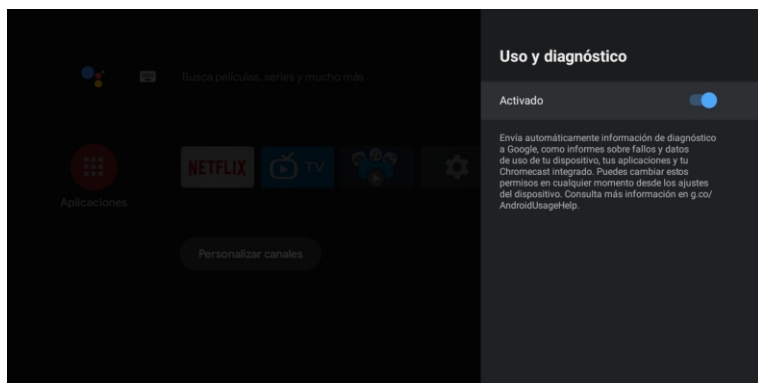 Uso y diagnóstico
Activado
Envía automáticamente información de diagnóstico
a Google, como informes sobre fallos y datos
de uso de tu dispositivo, tus aplicaciones y tu
Chromecast integrado. Puedes cambiar estos
permisos en cualquier momento desde los ajustes
del dispositivo. Consulta más información en g.co/
AndroidUsageHelp.
Busca películas, series y mucho más
NETFLIX
TV
Aplicaciones
Personalizar canales